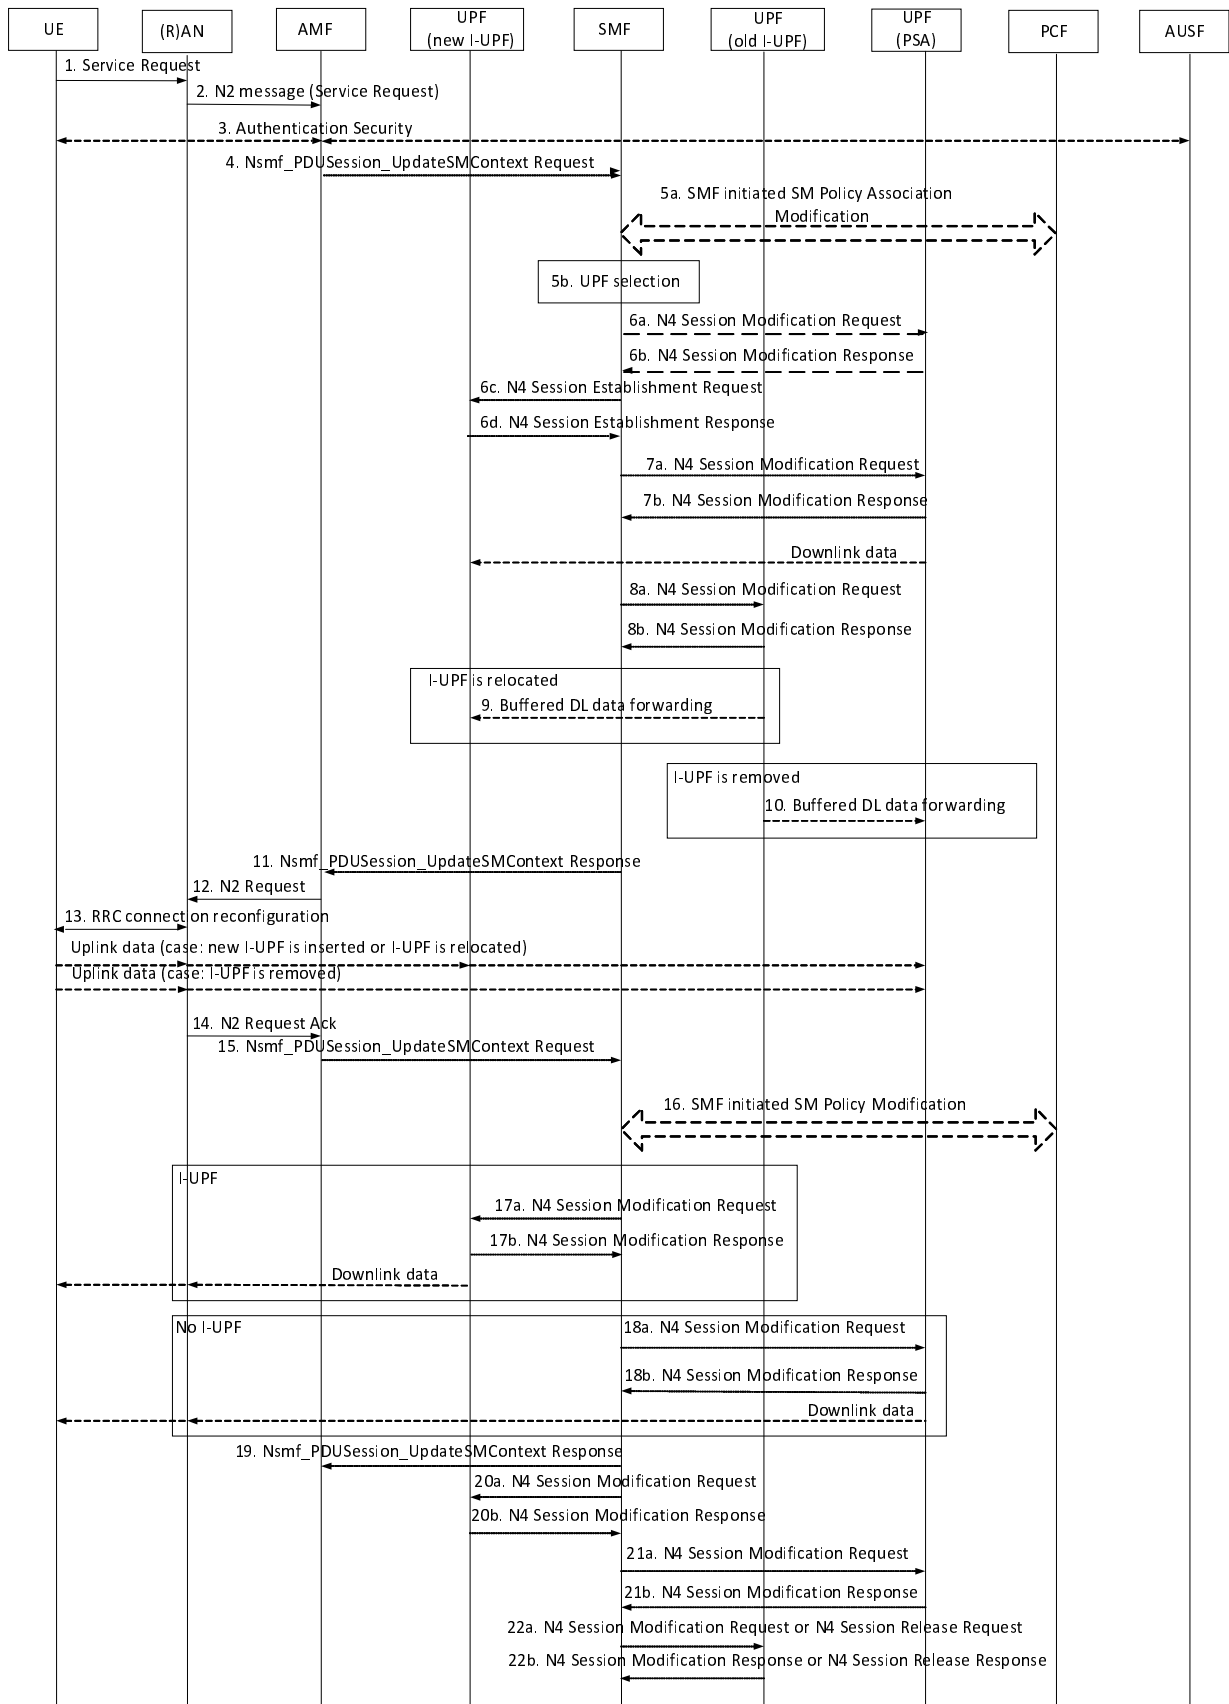 UE
(R)AN
AMF
UPF
(new I-UPF)
SMF
UPF
(old I-UPF)
UPF
(PSA)
PCF
AUSF
1. Service Request
2. N2 message (Service Request)
3. Authentication Security
4. Nsmf_PDUSession_UpdateSMContext Request
5a. SMF initiated SM Policy Association
Modification
5b. UPF selection
6a. N4 Session Modification Request
6b. N4 Session Modification Response
6c. N4 Session Establishment Request
6d. N4 Session Establishment Response
7a. N4 Session Modification Request
7b. N4 Session Modification Response
Downlink data
8a. N4 Session Modification Request
8b. N4 Session Modification Response
I-UPF is relocated
9. Buffered DL data forwarding
I-UPF is removed
10. Buffered DL data forwarding
11. Nsmf_PDUSession_UpdateSMContext Response
12. N2 Request
13. RRC connection reconfiguration
Uplink data (case: new I-UPF is inserted or I-UPF is relocated)
Uplink data (case: I-UPF is removed)
14. N2 Request Ack
15. Nsmf_PDUSession_UpdateSMContext Request
16. SMF initiated SM Policy Modification
I-UPF
17a. N4 Session Modification Request
17b. N4 Session Modification Response
Downlink data
No I-UPF
18a. N4 Session Modification Request
18b. N4 Session Modification Response
Downlink data
19. Nsmf_PDUSession_UpdateSMContext Response
20a. N4 Session Modification Request
20b. N4 Session Modification Response
21a. N4 Session Modification Request
21b. N4 Session Modification Response
22a. N4 Session Modification Request or N4 Session Release Request
22b. N4 Session Modification Response or N4 Session Release Response